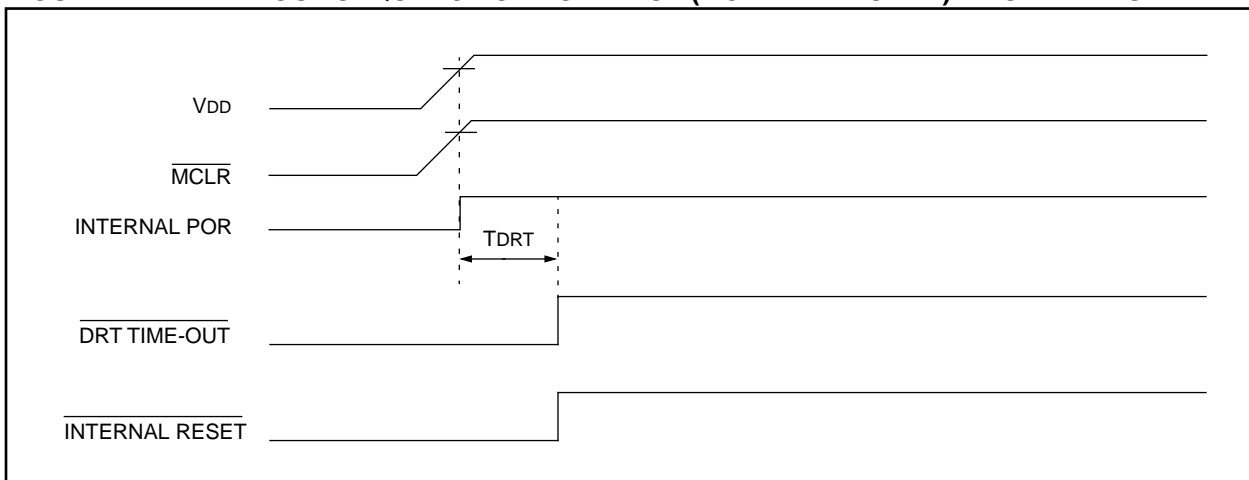 VDD
MCLR
INTERNAL POR
TDRT
DRT TIME-OUT
INTERNAL RESET